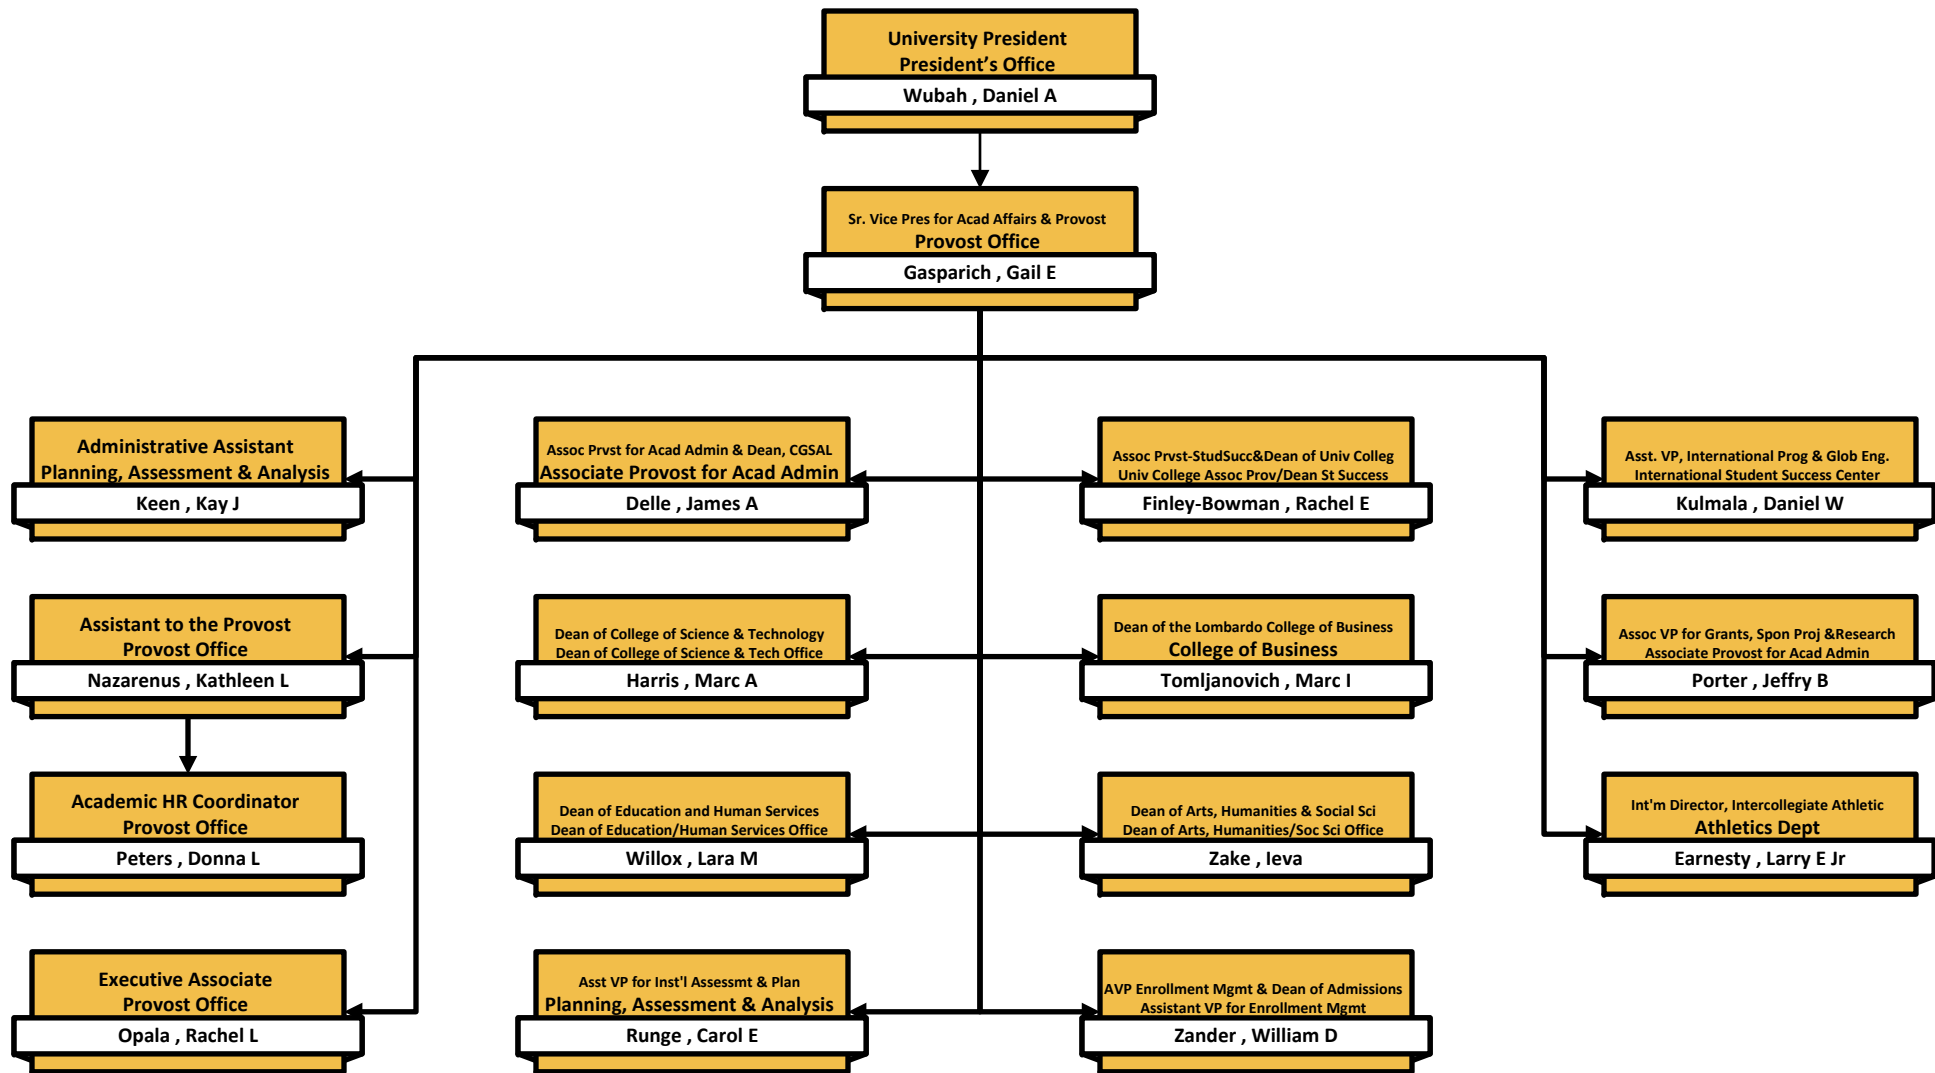 University President
President’s Office
Wubah , Daniel A
Sr. Vice Pres for Acad Affairs & Provost
Provost Office
Gasparich , Gail E
Administrative Assistant
Planning, Assessment & Analysis
Keen , Kay J
Assoc Prvst for Acad Admin & Dean, CGSAL
Associate Provost for Acad Admin
Delle , James A
Assoc Prvst-StudSucc&Dean of Univ Colleg
Univ College Assoc Prov/Dean St Success
Finley-Bowman , Rachel E
Asst. VP, International Prog & Glob Eng.
International Student Success Center
Kulmala , Daniel W
Assistant to the Provost
Provost Office
Nazarenus , Kathleen L
Dean of College of Science & Technology
Dean of College of Science & Tech Office
Harris , Marc A
Dean of the Lombardo College of Business
College of Business
Tomljanovich , Marc I
Assoc VP for Grants, Spon Proj &Research
Associate Provost for Acad Admin
Porter , Jeffry B
Academic HR Coordinator
Provost Office
Peters , Donna L
Dean of Education and Human Services
Dean of Education/Human Services Office
Willox , Lara M
Dean of Arts, Humanities & Social Sci
Dean of Arts, Humanities/Soc Sci Office
Zake , Ieva
Int'm Director, Intercollegiate Athletic
Athletics Dept
Earnesty , Larry E Jr
Executive Associate
Provost Office
Opala , Rachel L
Asst VP for Inst'l Assessmt & Plan
Planning, Assessment & Analysis
Runge , Carol E
AVP Enrollment Mgmt & Dean of Admissions
Assistant VP for Enrollment Mgmt
Zander , William D